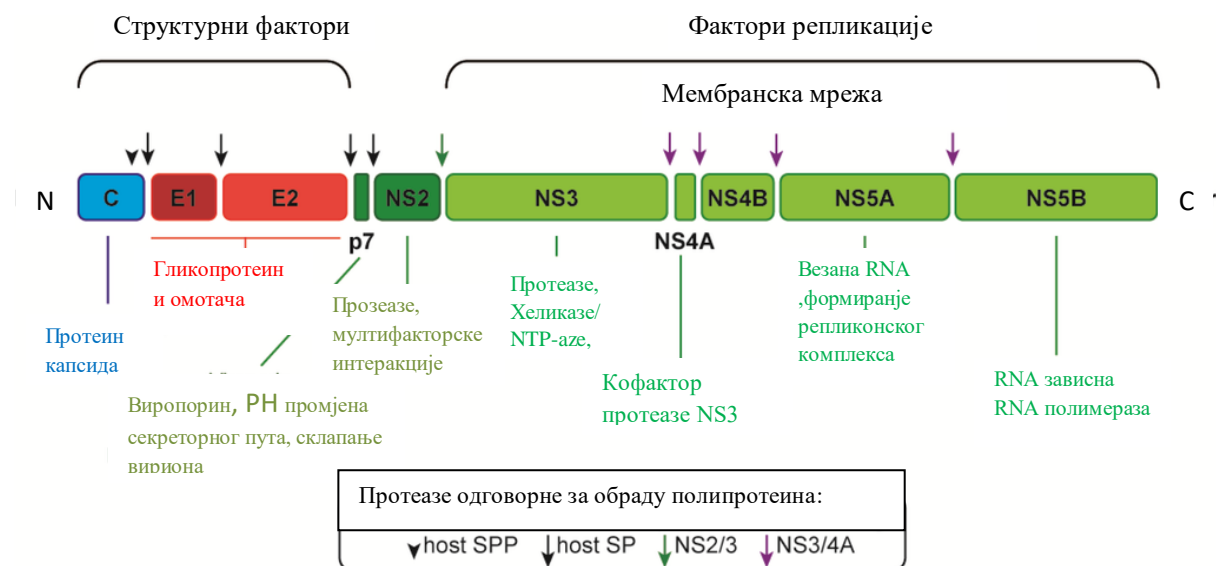 Структурни фактори
Фактори репликације
Мембранска мрежа
N
C
E1
E2
NS2
NS3
NS4B
NS5A
NS5B
C
p7
NS4A
Гликопротеин
и омотача
Протеин
капсида
Прозеазе,
мултифакторске
интеракције
Виропорин, PH промјена
секреторног пута, склапање
вириона
Протеазе,
Хеликазе/
NTP-aze,
Кофактор
протеазе NS3
Везана RNA
,формирање
репликонског
комплекса
RNA зависна
RNA полимераза
Протеазе одговорне за обраду полипротеина:
host SPP host SP NS2/3 NS3/4A